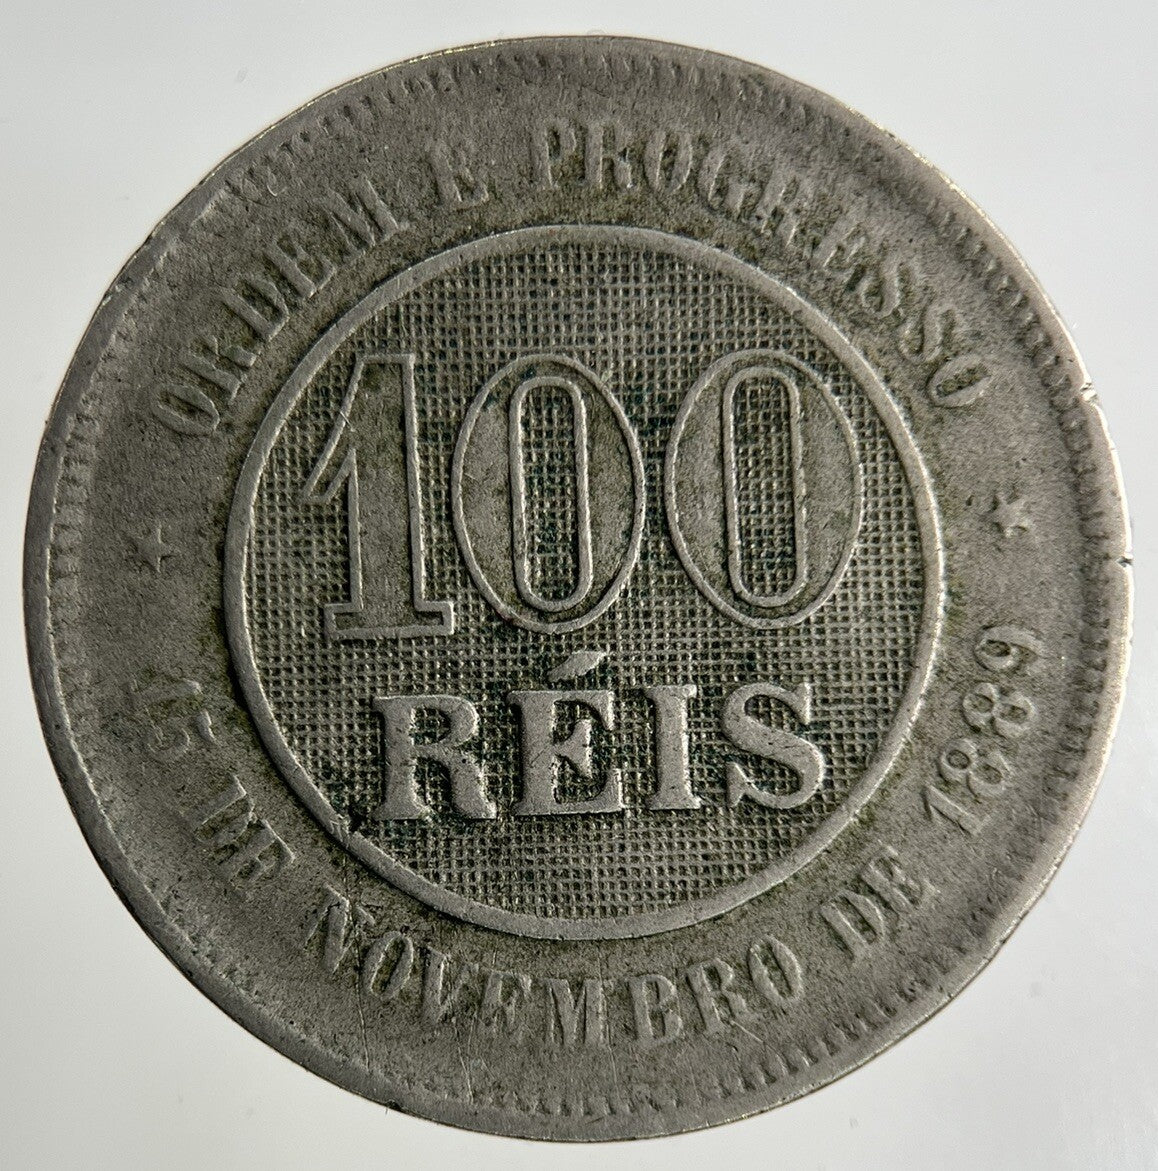 ORDEM E PROGRESSO
100
RÉIS
15 DE NOVEMBRO DE 1889